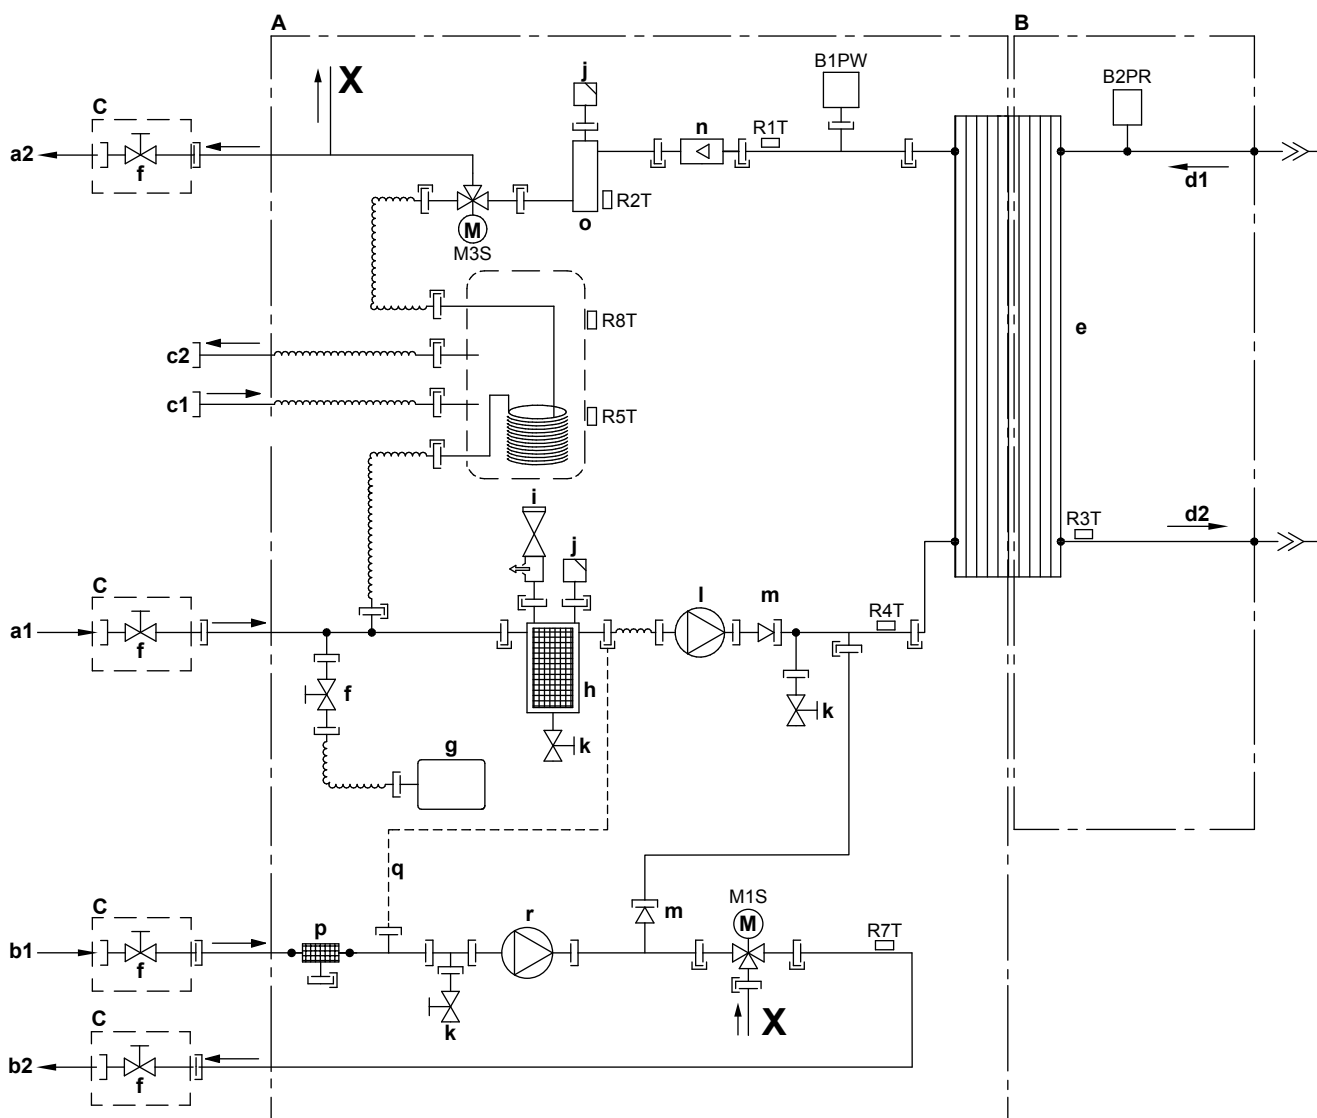 A
B
X
j
B1PW
B2PR
C
n
R1T
a2
f
d1
R2T
o
M
M3S
R8T
e
c2
c1
R5T
i
j
R3T
d2
C
l
m
R4T
a1
f
f
h
k
k
g
q
M1S
C
p
r
m
M
R7T
b1
f
k
X
C
b2
f